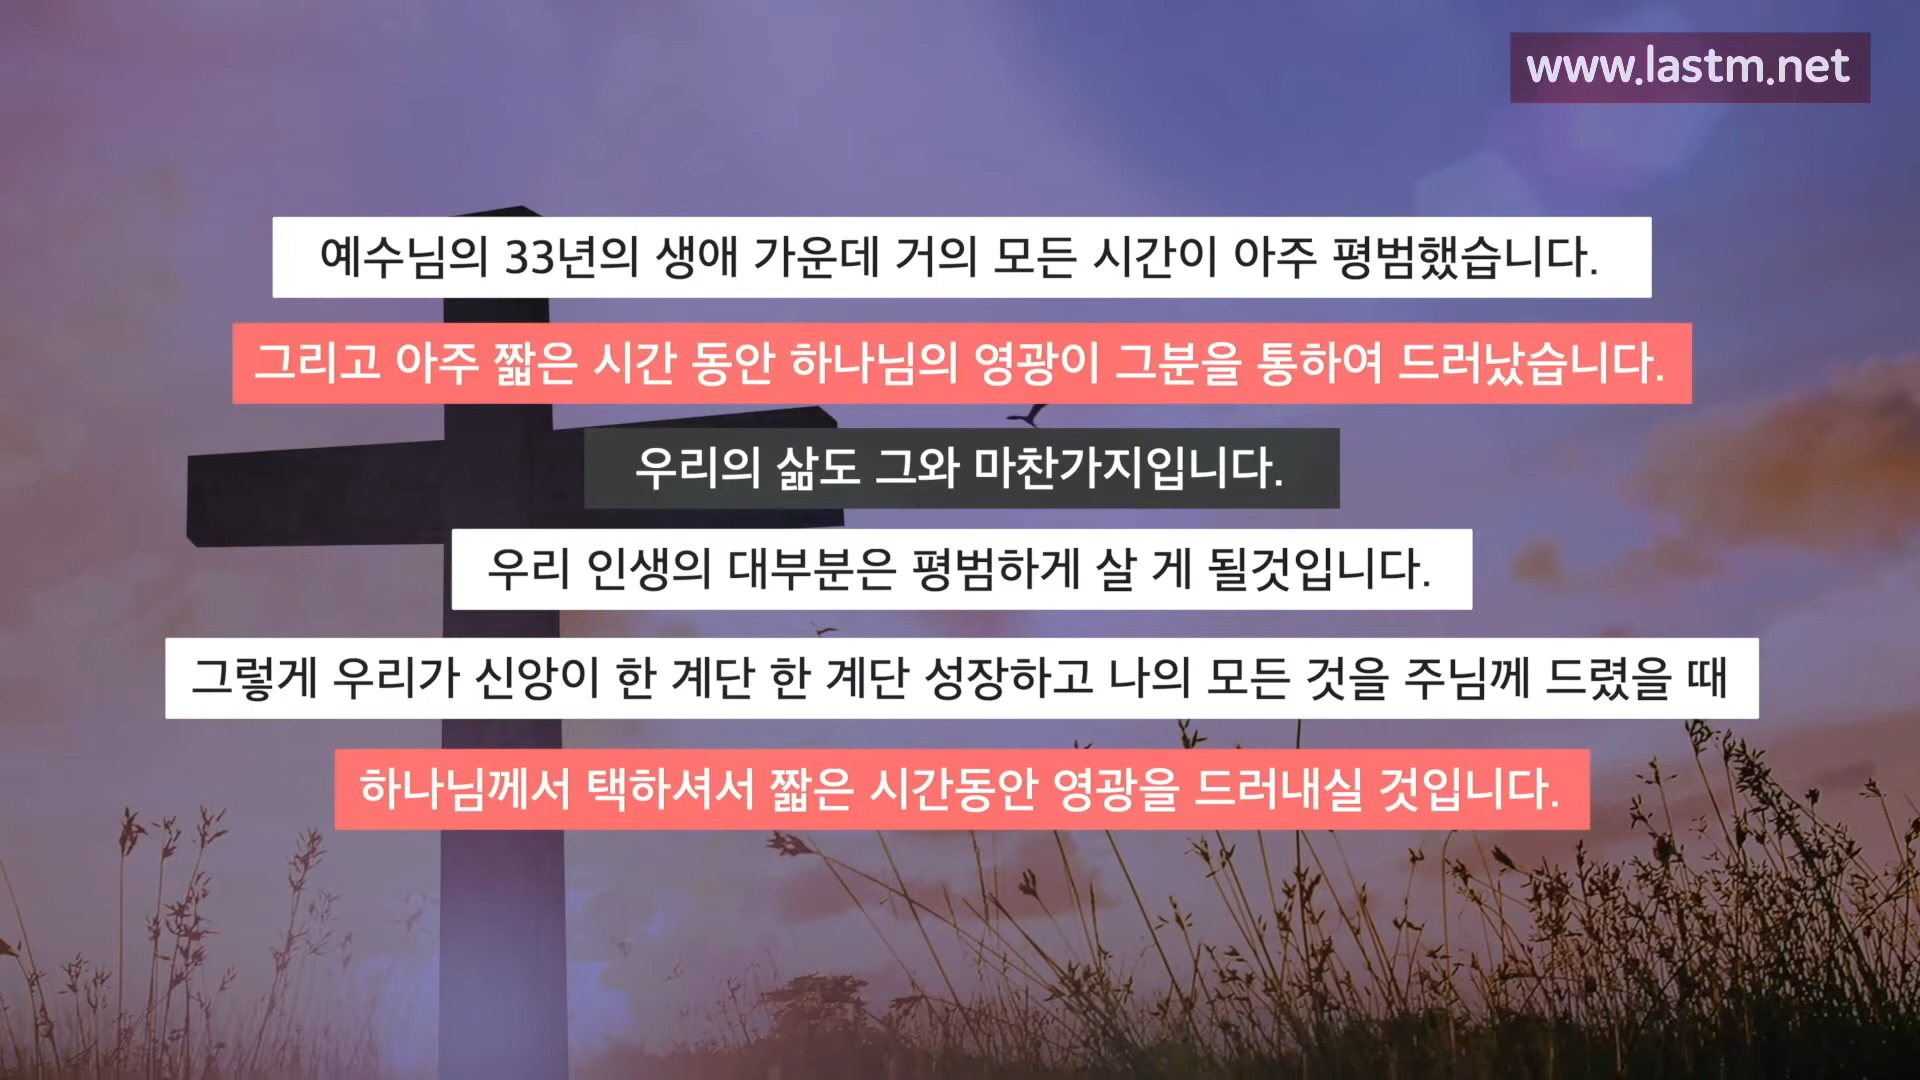 www.lastm.net
예수님의 33년의 생애 가운데 거의 모든 시간이 아주 평범했습니다.
그리고 아주 짧은 시간 동안 하나님의 영광이 그분을 통하여 드러났습니다.
우리의 삶도 그와 마찬가지입니다.
우리 인생의 대부분은 평범하게 살 게 될것입니다.
그렇게 우리가 신앙이 한 계단 한 계단 성장하고 나의 모든 것을 주님께 드렸을 때
하나님께서 택하셔서 짧은 시간동안 영광을 드러내실 것입니다.